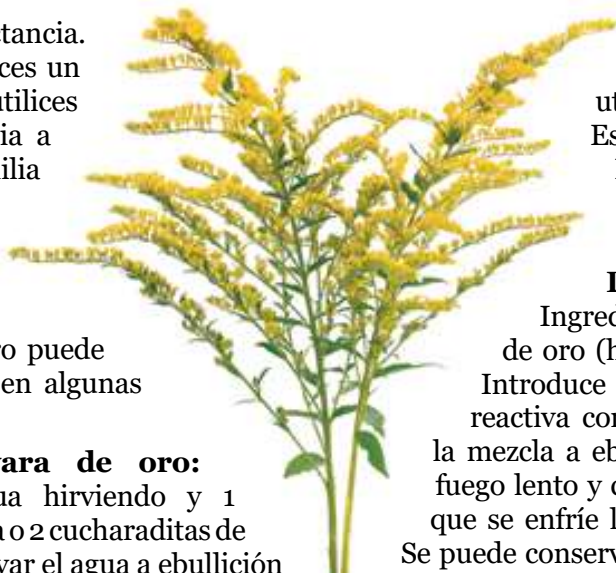 tancia.
ces un
utilices
ia a
ilia
ro puede
en algunas
vara de oro:
ua hirviendo y 1
a o 2 cucharaditas de
var el agua a ebullición
ut
Es
Ingred
de oro (h
Introduce
reactiva con
la mezcla a eb
fuego lento y
que se enfríe
Se puede conserv